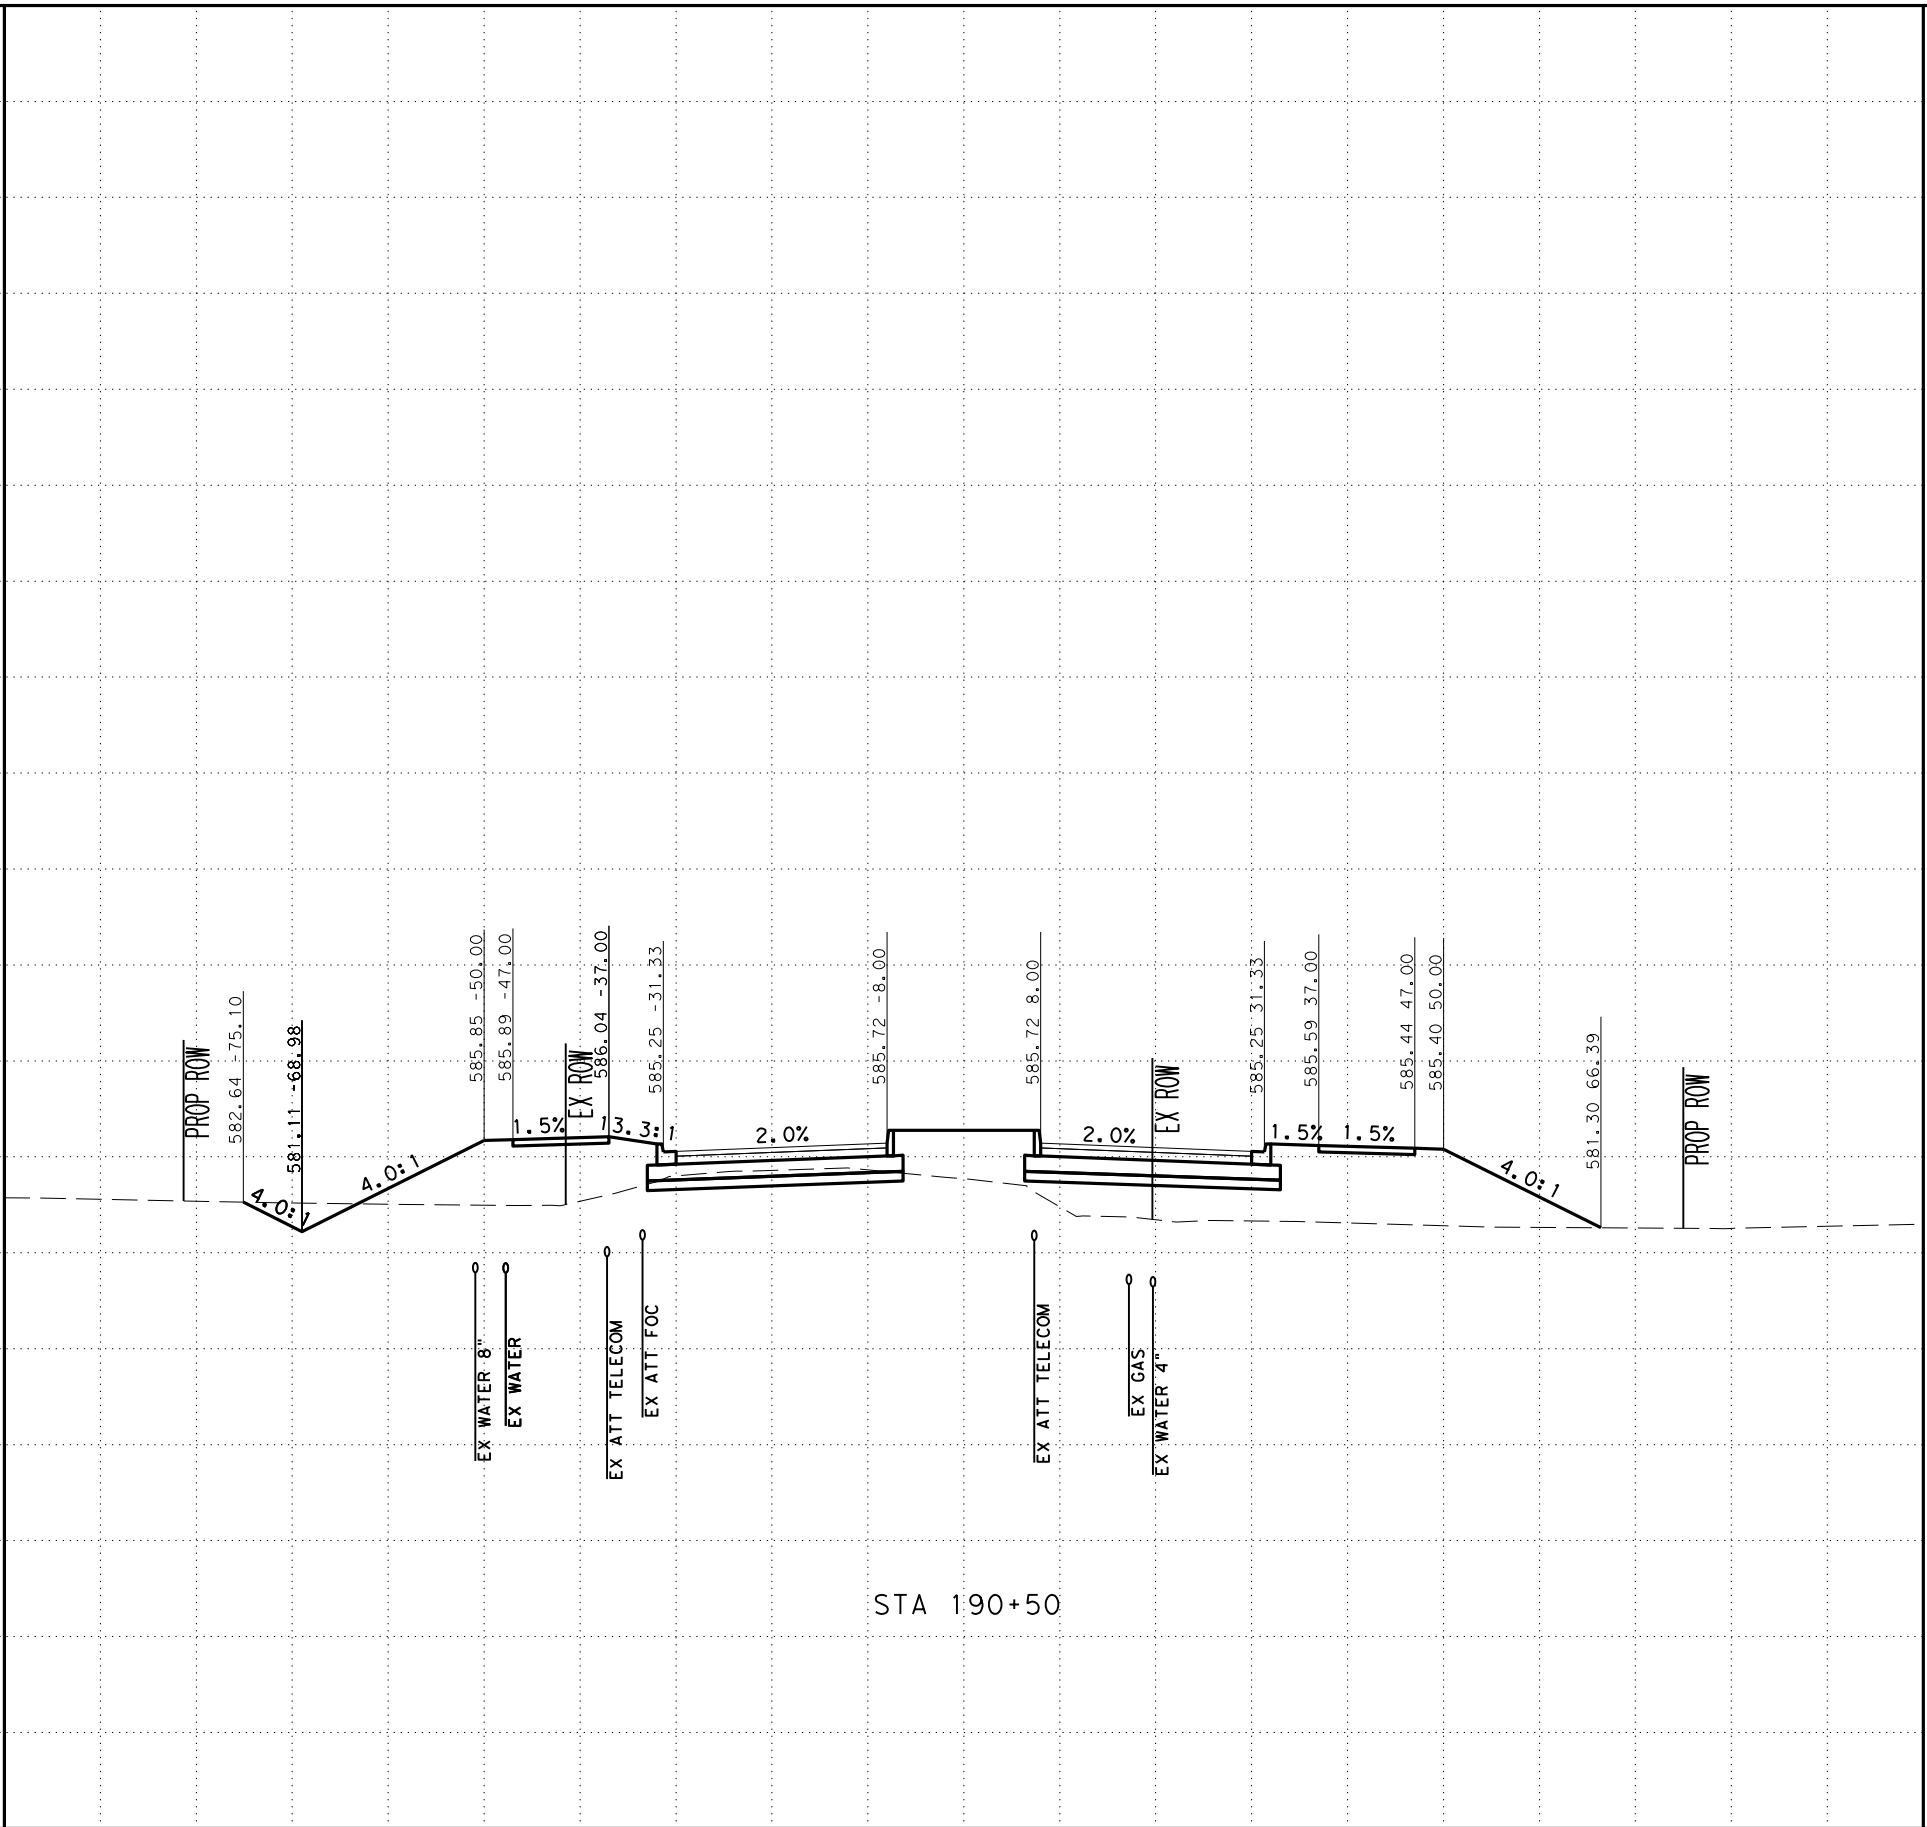 PROP ROW
582.64 -75.10
581.11 -68.98
585.85 -50.00
585.89 -47.00
EX ROW
586.04 -37.00
585.25 -31.33
585.72 -8.00
585.72 8.00
EX ROW
585.25 31.33
585.59 37.00
585.44 47.00
585.40 50.00
581.30 66.39
PROP ROW
4.0:1
4.0:1
1.5%
13.3:1
2.0%
2.0%
1.5%
1.5%
4.0:1
EX WATER 8"
EX WATER
EX ATT TELECOM
EX ATT FOC
EX ATT TELECOM
EX GAS
EX WATER 4"
STA 190+50